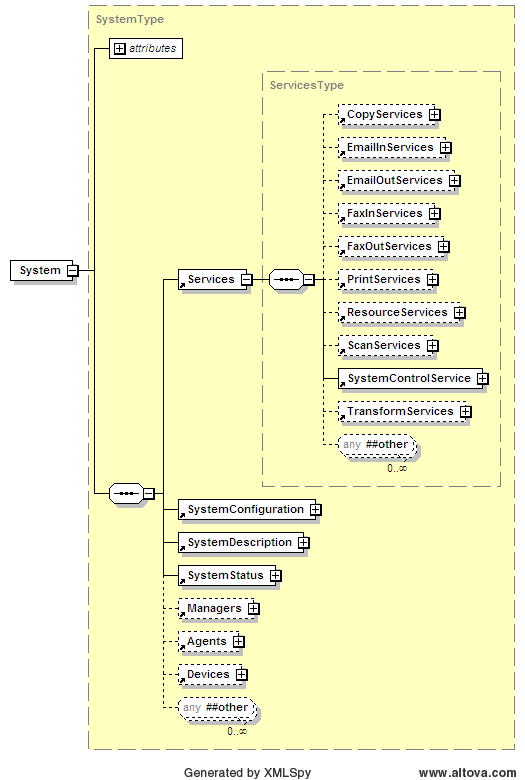 SystemType
attributes
ServicesType
CopyServices
EmailInServices
EmailOutServices
FaxInServices
FaxOutServices
System
Services
PrintServices
ResourceServices
ScanServices
SystemControlService
TransformServices
any ##other
0..∞
SystemConfiguration
SystemDescription
SystemStatus
Managers
Agents
Devices
any ##other
0..∞
Generated by XMLSpy
www.altova.com